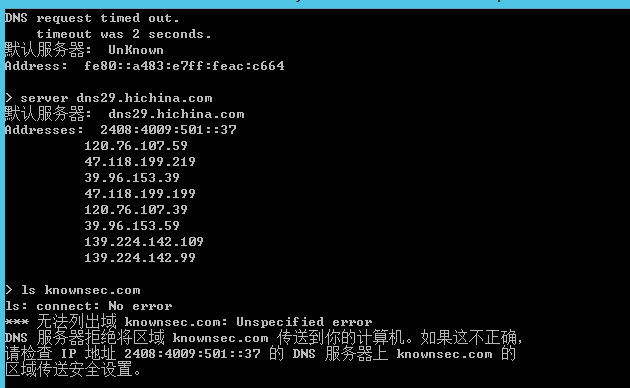 DNS request timed out.
    timeout was 2 seconds.
默认服务器:  UnKnown
Address:  fe80::a483:e7ff:feac:c664

> server dns29.hichina.com
默认服务器:  dns29.hichina.com
Addresses:  2408:4009:501::37
          120.76.107.59
          47.118.199.219
          39.96.153.39
          47.118.199.199
          120.76.107.39
          39.96.153.59
          139.224.142.109
          139.224.142.99

> ls knownsec.com
ls: connect: No error
*** 无法列出域 knownsec.com: Unspecified error
DNS 服务器拒绝将区域 knownsec.com 传送到你的计算机。如果这不正确，
请检查 IP 地址 2408:4009:501::37 的 DNS 服务器上 knownsec.com 的
区域传送安全设置。